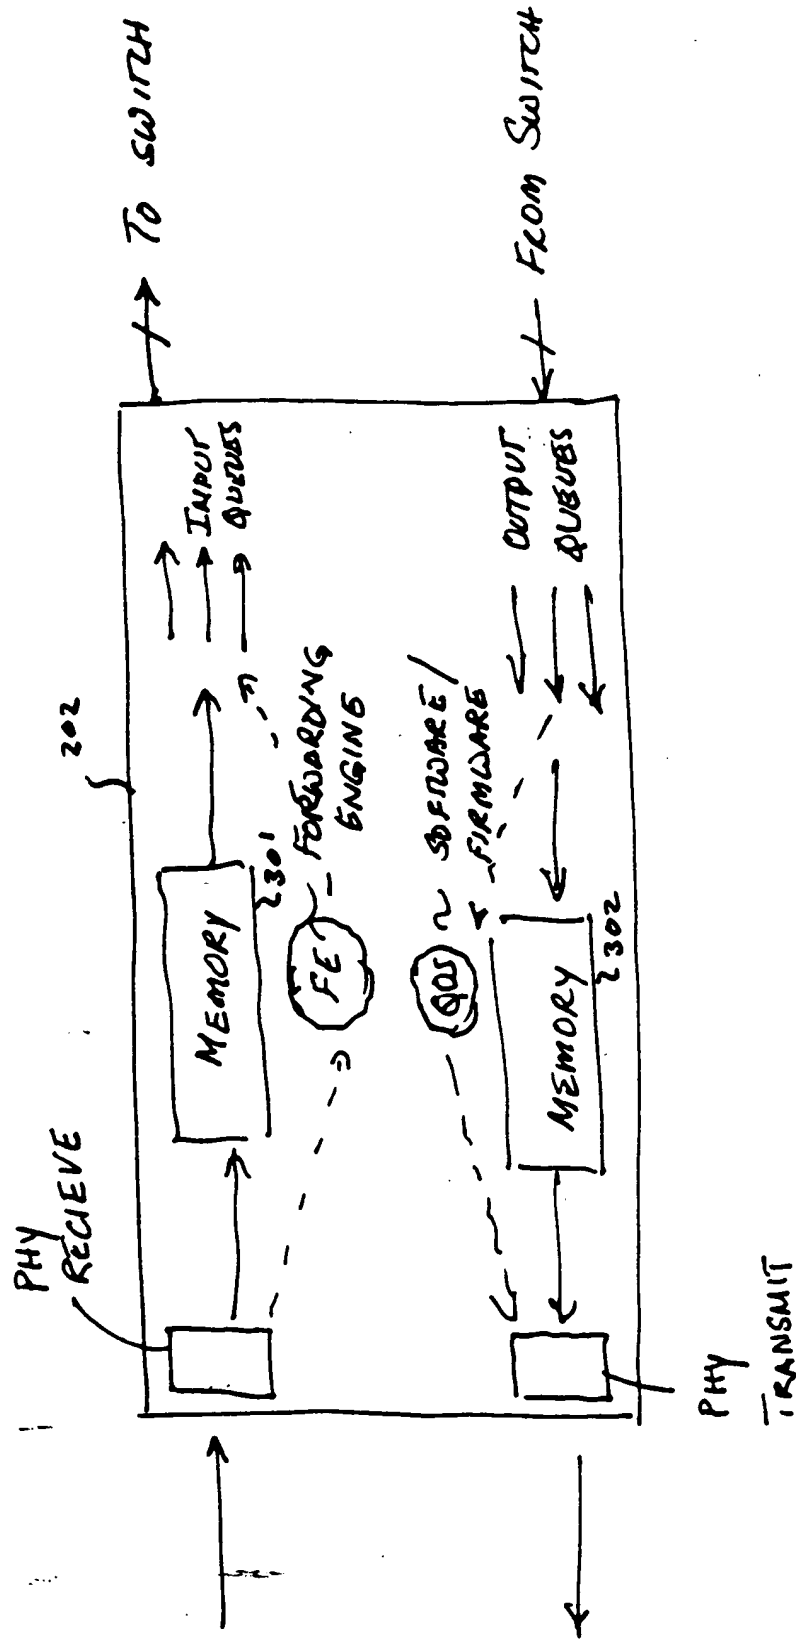 202
PHY
RECIEVE
MEMORY
2301
INPUT
QUEUES
TO SWITCH
FE
FORWARDING
ENGINE
QOS
SOFTWARE /
FIRMWARE
MEMORY
2302
OUTPUT
QUEUES
FROM SWITCH
PHY
TRANSMIT